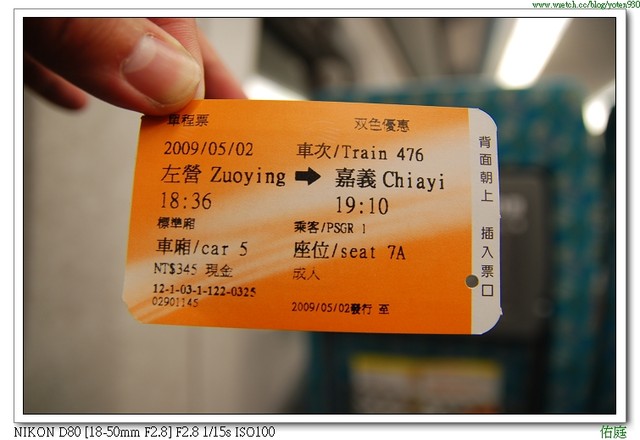 www.wretch.cc/blog/yoten930
單程票
双色優惠
2009/05/02 車次/Train 476
左營 Zuoying ➡ 嘉義 Chiayi
18:36 19:10
標準廂 乘客/PSGR 1
車廂/car 5 座位/seat 7A
NT$345 現金 成人
12-1-03-1-122-0325
02901145
2009/05/02發行 至
背面朝上 插入票口
NIKON D80 [18-50mm F2.8] F2.8 1/15s ISO100
佑庭